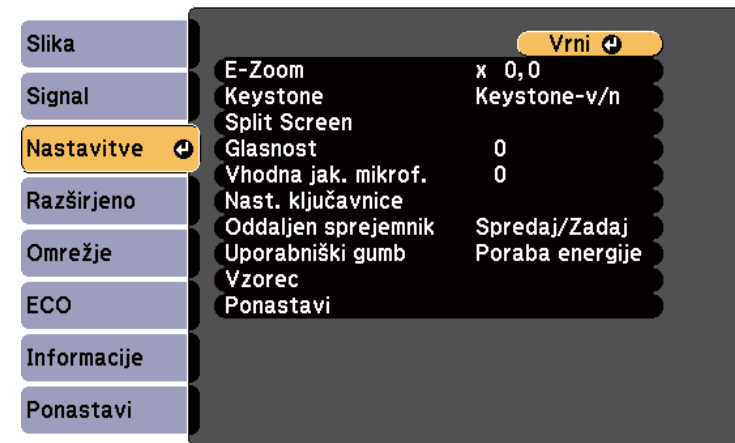 Slika
Signal
Nastavitve
Razširjeno
Omrežje
ECO
Informacije
Ponastavi
Vrni
E-Zoom x 0,0
Keystone Keystone-v/n
Split Screen
Glasnost 0
Vhodna jak. mikrof. 0
Nast. ključavnice
Oddaljen sprejemnik Spredaj/Zadaj
Uporabniški gumb Poraba energije
Vzorec
Ponastavi